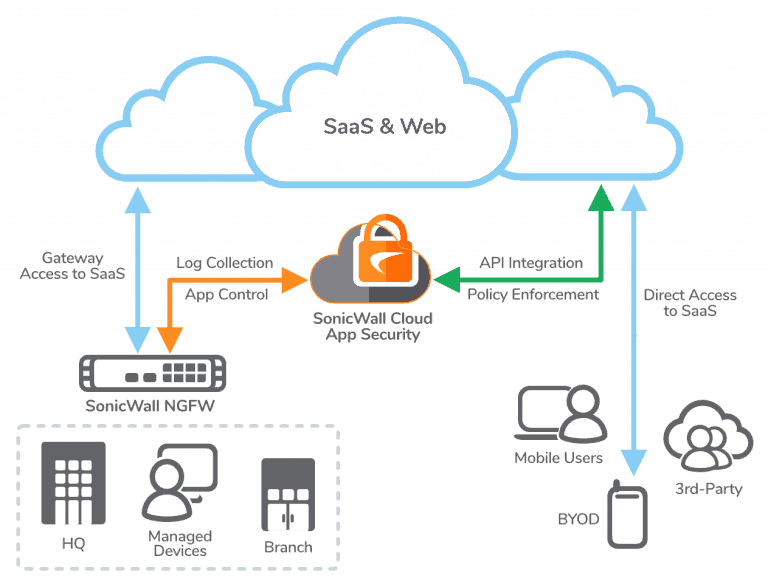 SaaS & Web
Gateway
Access to SaaS
Log Collection
App Control
SonicWall Cloud
App Security
API Integration
Policy Enforcement
Direct Access
to SaaS
SonicWall NGFW
HQ
Managed
Devices
Branch
Mobile Users
3rd-Party
BYOD